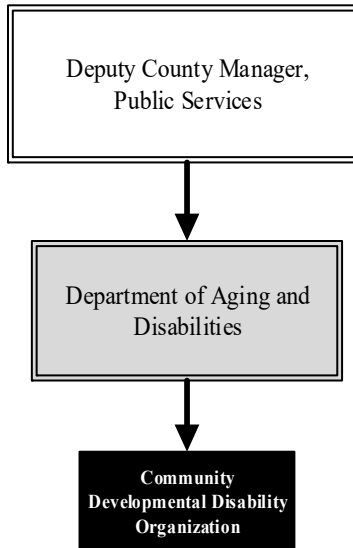 Deputy County Manager,
Public Services
Department of Aging and
Disabilities
Community
Developmental Disability
Organization